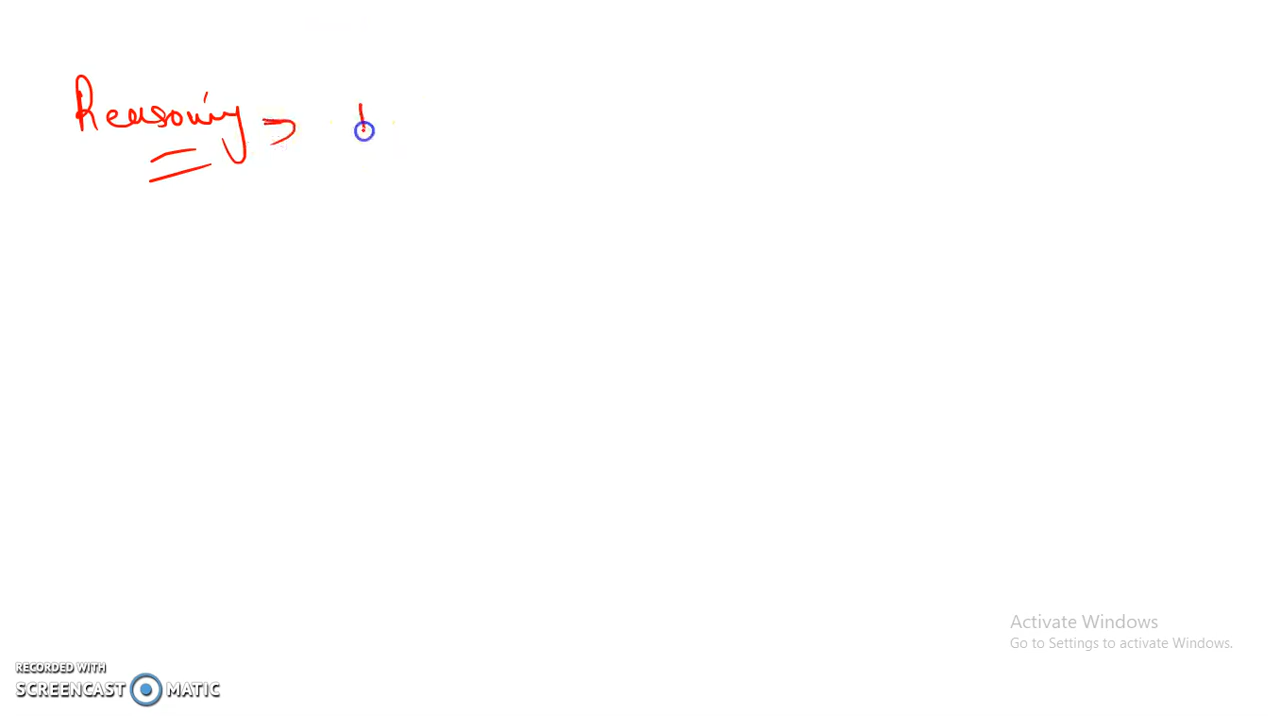 Reasoning →
Activate Windows
Go to Settings to activate Windows.
RECORDED WITH
SCREENCAST MATIC